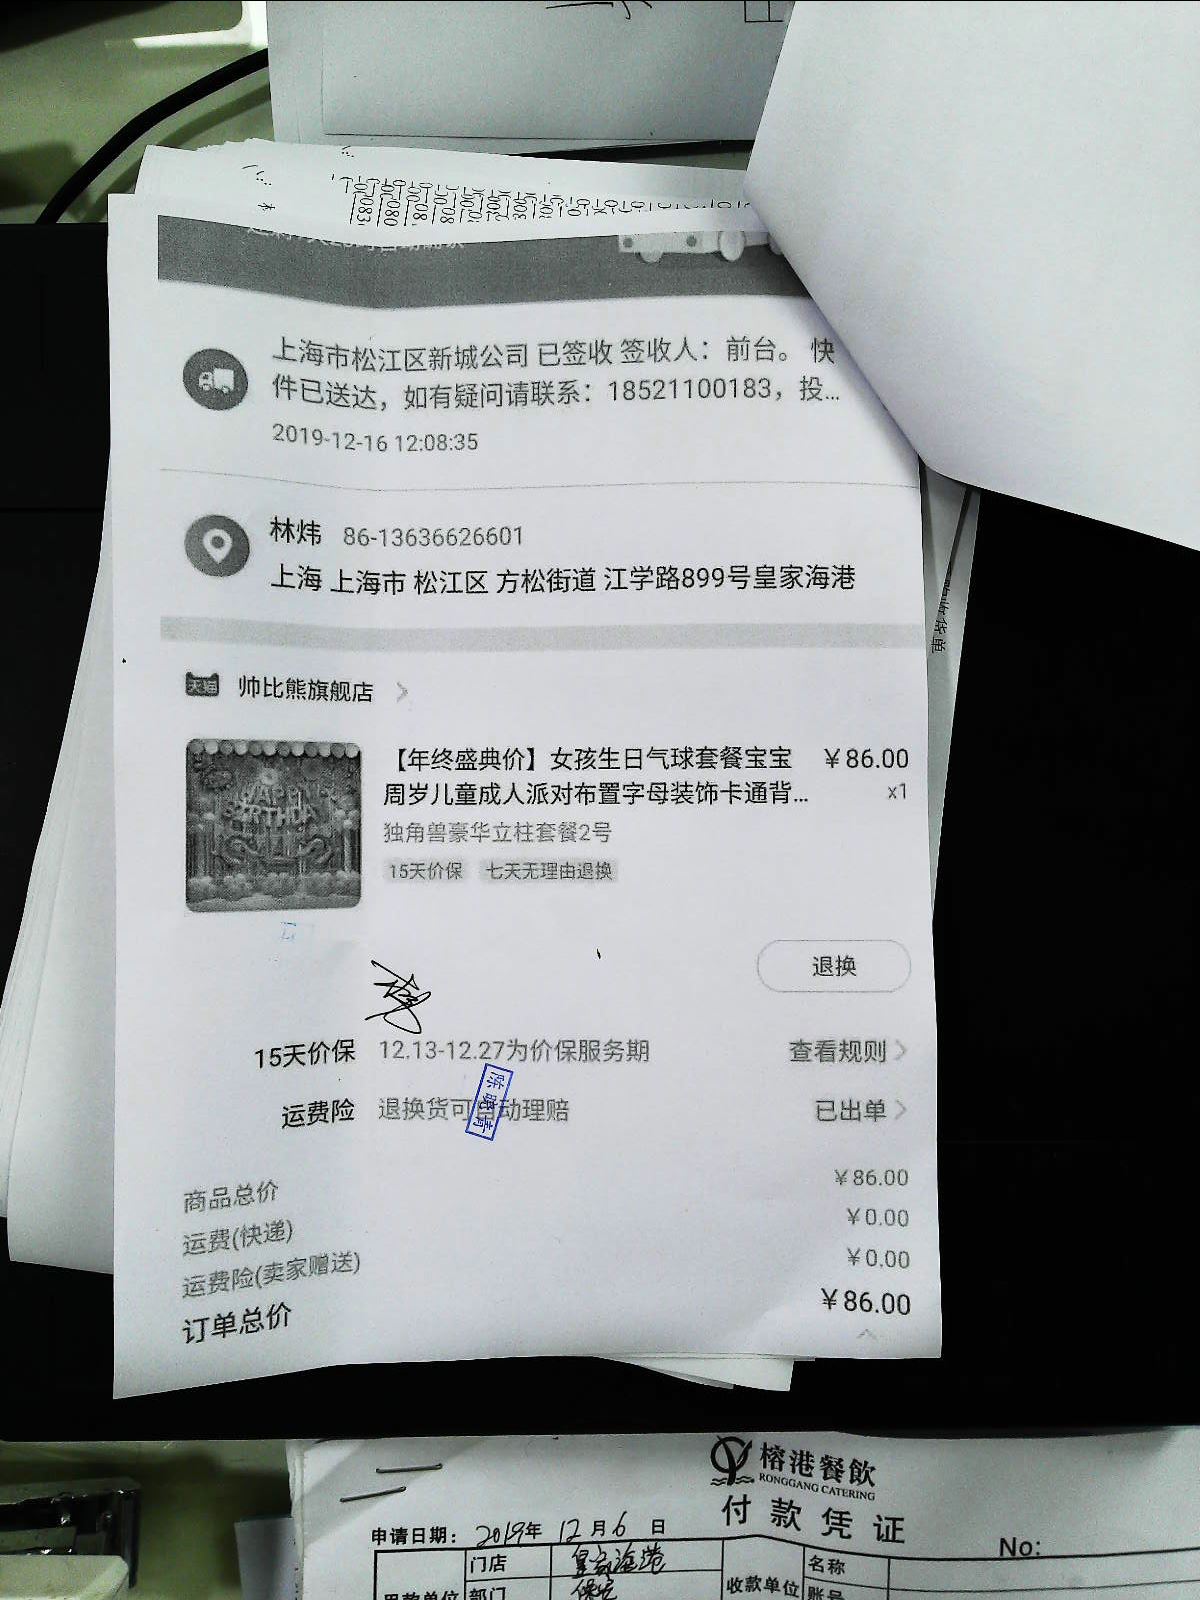 上海市松江区新城公司 已签收 签收人：前台。 快
件已送达，如有疑问请联系：18521100183，投...
2019-12-16 12:08:35
林炜 86-13636626601
上海 上海市 松江区 方松街道 江学路899号皇家海港
天猫 帅比熊旗舰店
【年终盛典价】女孩生日气球套餐宝宝 ￥86.00
周岁儿童成人派对布置字母装饰卡通背... x1
独角兽豪华立柱套餐2号
15天价保 七天无理由退换
HAPPY
BIRTHDAY
退换
15天价保 12.13-12.27为价保服务期 查看规则
运费险 退换货可自动理赔 已出单
商品总价 ￥86.00
运费(快递) ￥0.00
运费险(卖家赠送) ￥0.00
订单总价 ￥86.00
榕港餐飲
RONGGANG CATERING
付款凭证
申请日期：2019年12月6日 No:
门店 皇家海港 名称
用款单位 部门 收款单位 账号